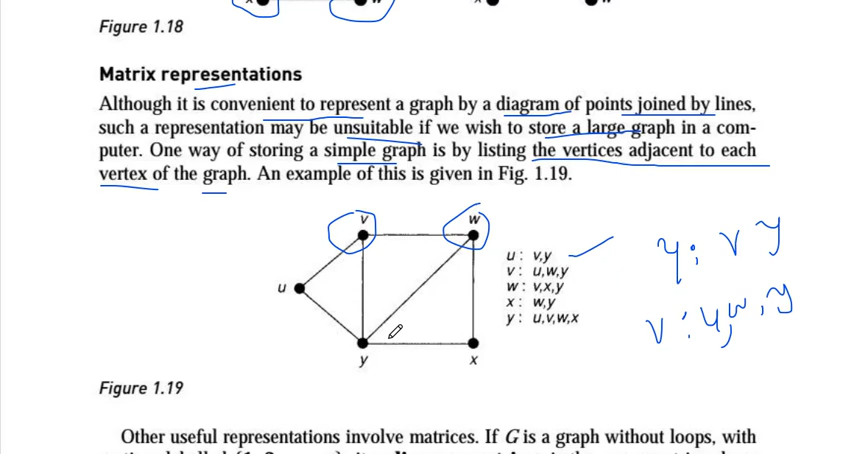 Figure 1.18
Matrix representations
Although it is convenient to represent a graph by a diagram of points joined by lines,
such a representation may be unsuitable if we wish to store a large graph in a com-
puter. One way of storing a simple graph is by listing the vertices adjacent to each
vertex of the graph. An example of this is given in Fig. 1.19.
v w
u
y x
u : v,y
v : u,w,y
w : v,x,y
x : w,y
y : u,v,w,x
u; v y
v : u, w, y
Figure 1.19
Other useful representations involve matrices. If G is a graph without loops, with